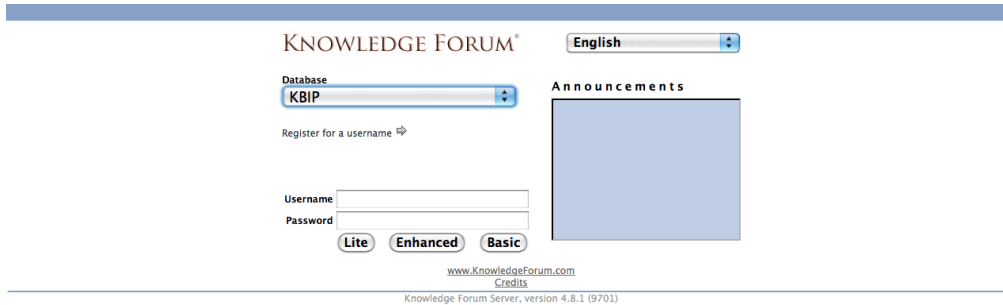 KNOWLEDGE FORUM®
English
Database
KBIP
Announcements
Register for a username
Username
Password
Lite Enhanced Basic
www.KnowledgeForum.com
Credits
Knowledge Forum Server, version 4.8.1 (9701)